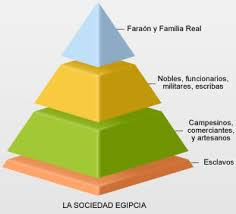 Faraón y Familia Real
Nobles, funcionarios,
militares, escribas
Campesinos,
comerciantes,
y artesanos
Esclavos
LA SOCIEDAD EGIPCIA